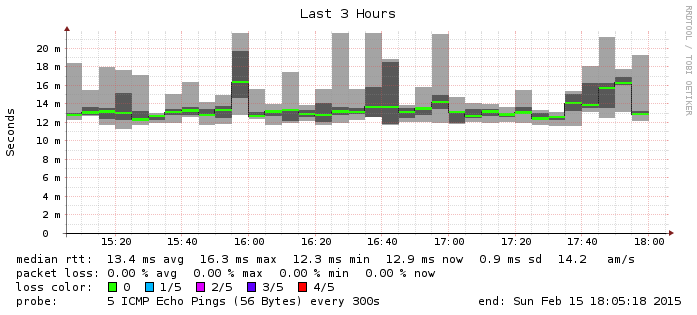 Last 3 Hours
RRDTOOL / TOBI OETIKER
Seconds
20 m
18 m
16 m
14 m
12 m
10 m
8 m
6 m
4 m
2 m
0
15:20 15:40 16:00 16:20 16:40 17:00 17:20 17:40 18:00
median rtt: 13.4 ms avg 16.3 ms max 12.3 ms min 12.9 ms now 0.9 ms sd 14.2 am/s
packet loss: 0.00 % avg 0.00 % max 0.00 % min 0.00 % now
loss color: 0 1/5 2/5 3/5 4/5
probe: 5 ICMP Echo Pings (56 Bytes) every 300s end: Sun Feb 15 18:05:18 2015